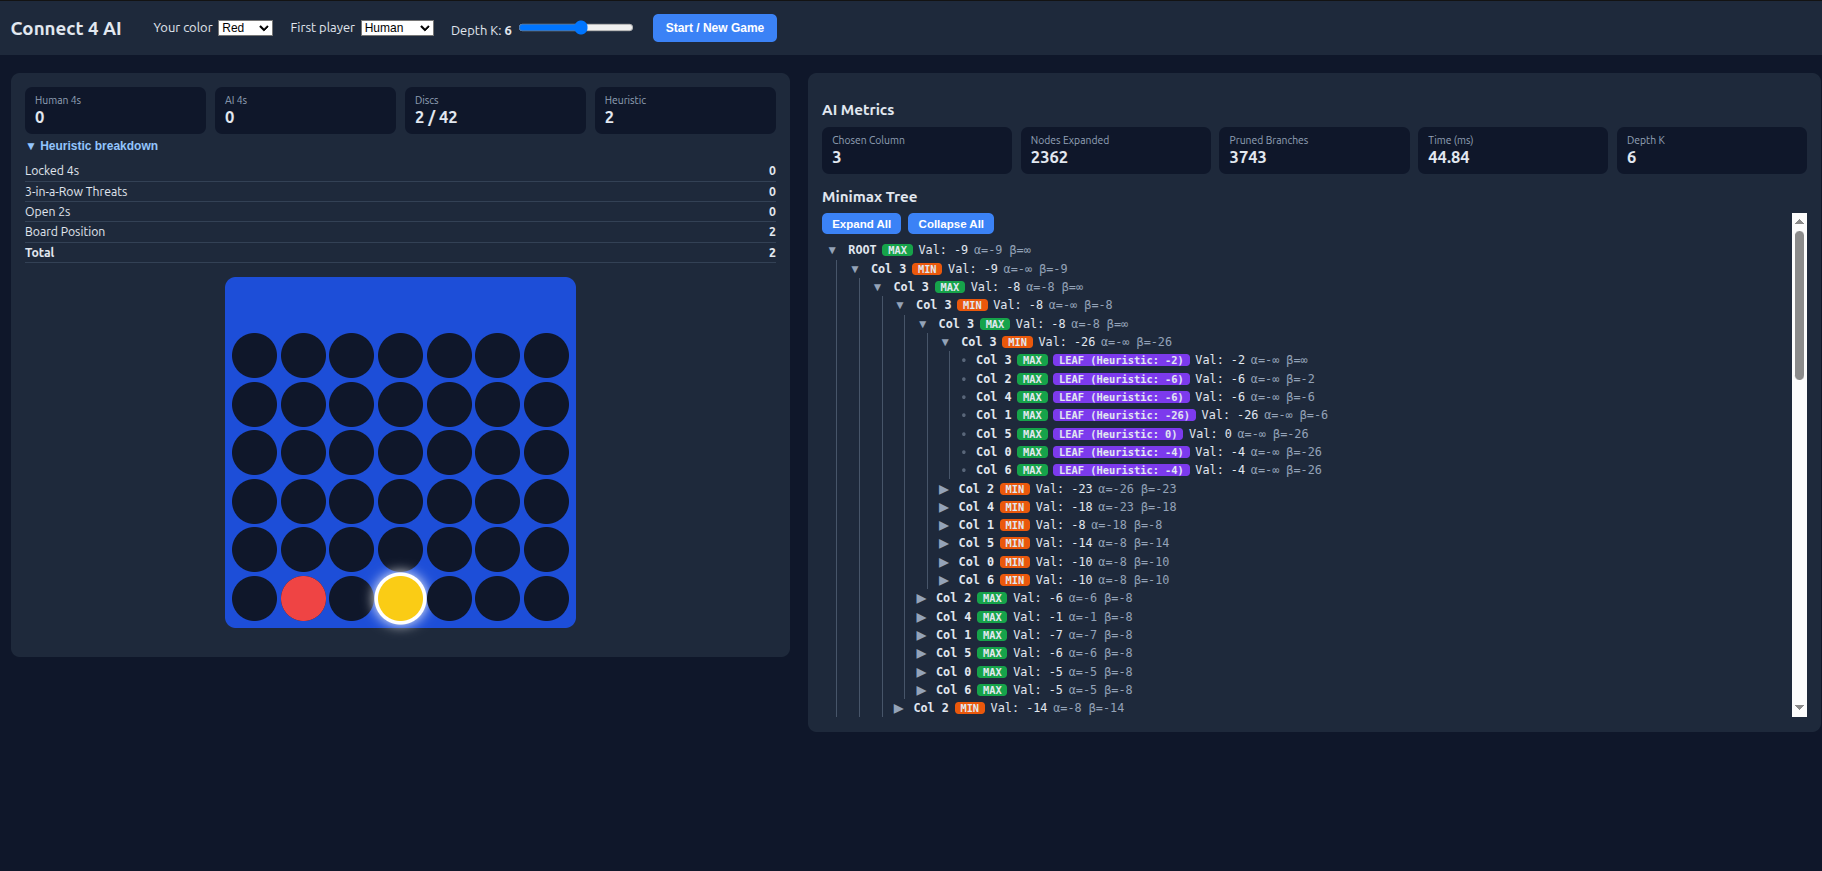 Connect 4 AI
Your color Red First player Human Depth K: 6 Start / New Game
Human 4s AI 4s Discs Heuristic
0 0 2 / 42 2
▼ Heuristic breakdown
Locked 4s 0
3-in-a-Row Threats 0
Open 2s 0
Board Position 2
Total 2
AI Metrics
Chosen Column Nodes Expanded Pruned Branches Time (ms) Depth K
3 2362 3743 44.84 6
Minimax Tree
Expand All Collapse All
▼ ROOT MAX Val: -9 α=-9 β=∞
▼ Col 3 MIN Val: -9 α=-∞ β=-9
▼ Col 3 MAX Val: -8 α=-8 β=∞
▼ Col 3 MIN Val: -8 α=-∞ β=-8
▼ Col 3 MAX Val: -8 α=-8 β=∞
▼ Col 3 MIN Val: -26 α=-∞ β=-26
• Col 3 MAX LEAF (Heuristic: -2) Val: -2 α=-∞ β=∞
• Col 2 MAX LEAF (Heuristic: -6) Val: -6 α=-∞ β=-2
• Col 4 MAX LEAF (Heuristic: -6) Val: -6 α=-∞ β=-6
• Col 1 MAX LEAF (Heuristic: -26) Val: -26 α=-∞ β=-6
• Col 5 MAX LEAF (Heuristic: 0) Val: 0 α=-∞ β=-26
• Col 0 MAX LEAF (Heuristic: -4) Val: -4 α=-∞ β=-26
• Col 6 MAX LEAF (Heuristic: -4) Val: -4 α=-∞ β=-26
▶ Col 2 MIN Val: -23 α=-26 β=-23
▶ Col 4 MIN Val: -18 α=-23 β=-18
▶ Col 1 MIN Val: -8 α=-18 β=-8
▶ Col 5 MIN Val: -14 α=-8 β=-14
▶ Col 0 MIN Val: -10 α=-8 β=-10
▶ Col 6 MIN Val: -10 α=-8 β=-10
▶ Col 2 MAX Val: -6 α=-6 β=-8
▶ Col 4 MAX Val: -1 α=-1 β=-8
▶ Col 1 MAX Val: -7 α=-7 β=-8
▶ Col 5 MAX Val: -6 α=-6 β=-8
▶ Col 0 MAX Val: -5 α=-5 β=-8
▶ Col 6 MAX Val: -5 α=-5 β=-8
▶ Col 2 MIN Val: -14 α=-8 β=-14